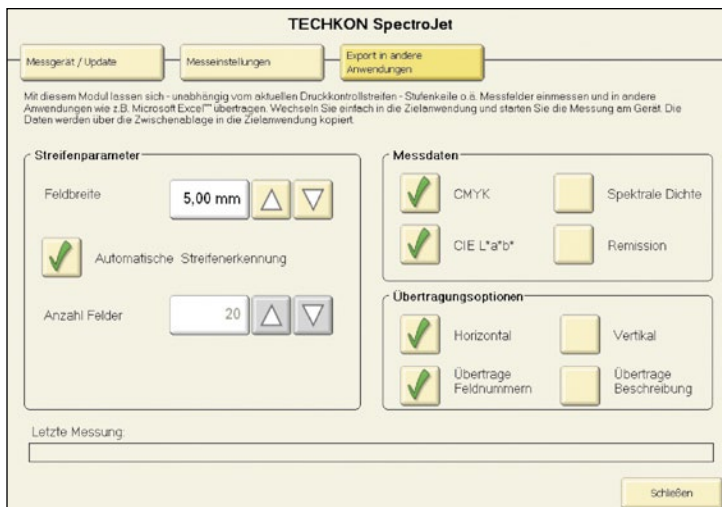 TECHKON SpectroJet
Messgerät / Update
Messeinstellungen
Export in andere
Anwendungen
Mit diesem Modul lassen sich - unabhängig vom aktuellen Druckkontrollstreifen - Stufenkeile o.ä. Messfelder einmessen und in andere
Anwendungen wie z.B. Microsoft Excel™ übertragen. Wechseln Sie einfach in die Zielanwendung und starten Sie die Messung am Gerät. Die
Daten werden über die Zwischenablage in die Zielanwendung kopiert.
Streifenparameter
Feldbreite
5,00 mm
Automatische Streifenerkennung
Anzahl Felder
20
Messdaten
CMYK
Spektrale Dichte
CIE L*a*b*
Remission
Übertragungsoptionen
Horizontal
Vertikal
Übertrage
Feldnummern
Übertrage
Beschreibung
Letzte Messung:
Schließen